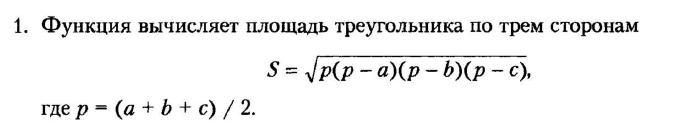 1. Функция вычисляет площадь треугольника по трем сторонам
S = √p(p – a)(p – b)(p – c),
где p = (a + b + c) / 2.